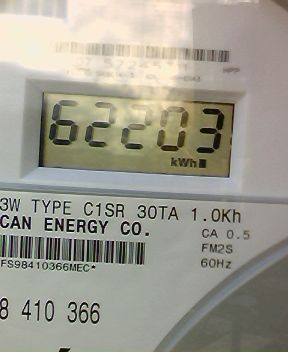 62203
kWh
3W TYPE C1SR 30TA 1.0Kh
CAN ENERGY CO.
CA 0.5
FM2S
60Hz
FS98410366MEC*
8 410 366